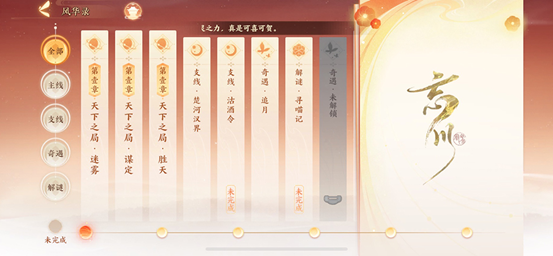 风华录
之力，真是可喜可贺。
全部
主线
支线
奇遇
解谜
未完成
第壹章
天下之局·迷雾
第壹章
天下之局·谋定
第壹章
天下之局·胜天
支线·楚河汉界
支线·沽酒令
未完成
奇遇·追月
解谜·寻喵记
未完成
奇遇·未解锁
忘川